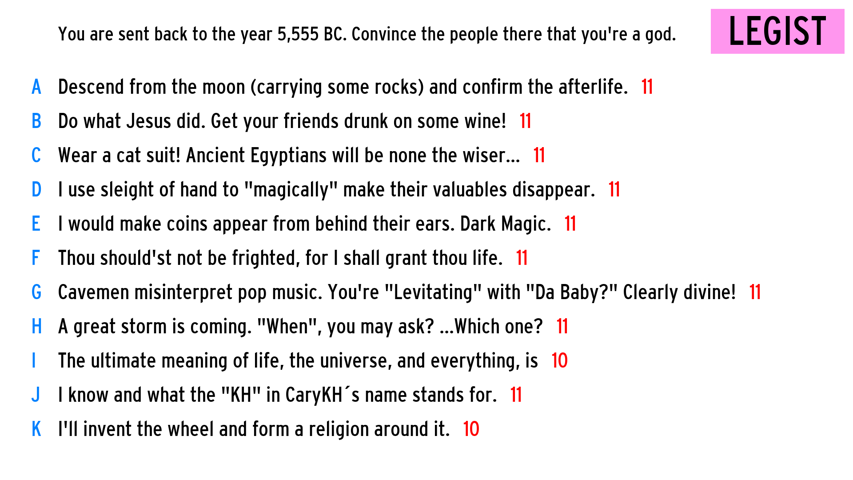 You are sent back to the year 5,555 BC. Convince the people there that you're a god.
LEGIST
A Descend from the moon (carrying some rocks) and confirm the afterlife. 11
B Do what Jesus did. Get your friends drunk on some wine! 11
C Wear a cat suit! Ancient Egyptians will be none the wiser... 11
D I use sleight of hand to "magically" make their valuables disappear. 11
E I would make coins appear from behind their ears. Dark Magic. 11
F Thou should'st not be frighted, for I shall grant thou life. 11
G Cavemen misinterpret pop music. You're "Levitating" with "Da Baby?" Clearly divine! 11
H A great storm is coming. "When", you may ask? ...Which one? 11
I The ultimate meaning of life, the universe, and everything, is 10
J I know and what the "KH" in CaryKH´s name stands for. 11
K I'll invent the wheel and form a religion around it. 10